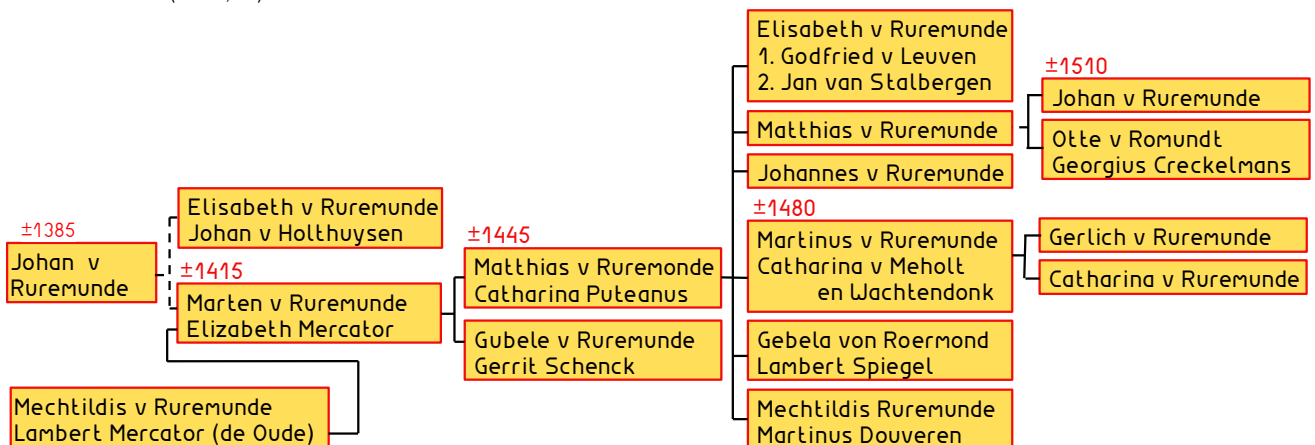 ±1385
Johan v
Ruremunde
Elisabeth v Ruremunde
Johan v Holthuysen
±1415
Marten v Ruremunde
Elizabeth Mercator
Mechtildis v Ruremunde
Lambert Mercator (de Oude)
±1445
Matthias v Ruremonde
Catharina Puteanus
Gubele v Ruremunde
Gerrit Schenck
Elisabeth v Ruremunde
1. Godfried v Leuven
2. Jan van Stalbergen
Matthias v Ruremunde
Johannes v Ruremunde
±1480
Martinus v Ruremunde
Catharina v Meholt
en Wachtendonk
Gebela von Roermond
Lambert Spiegel
Mechtildis Ruremunde
Martinus Douveren
±1510
Johan v Ruremunde
Otte v Romundt
Georgius Creckelmans
Gerlich v Ruremunde
Catharina v Ruremunde